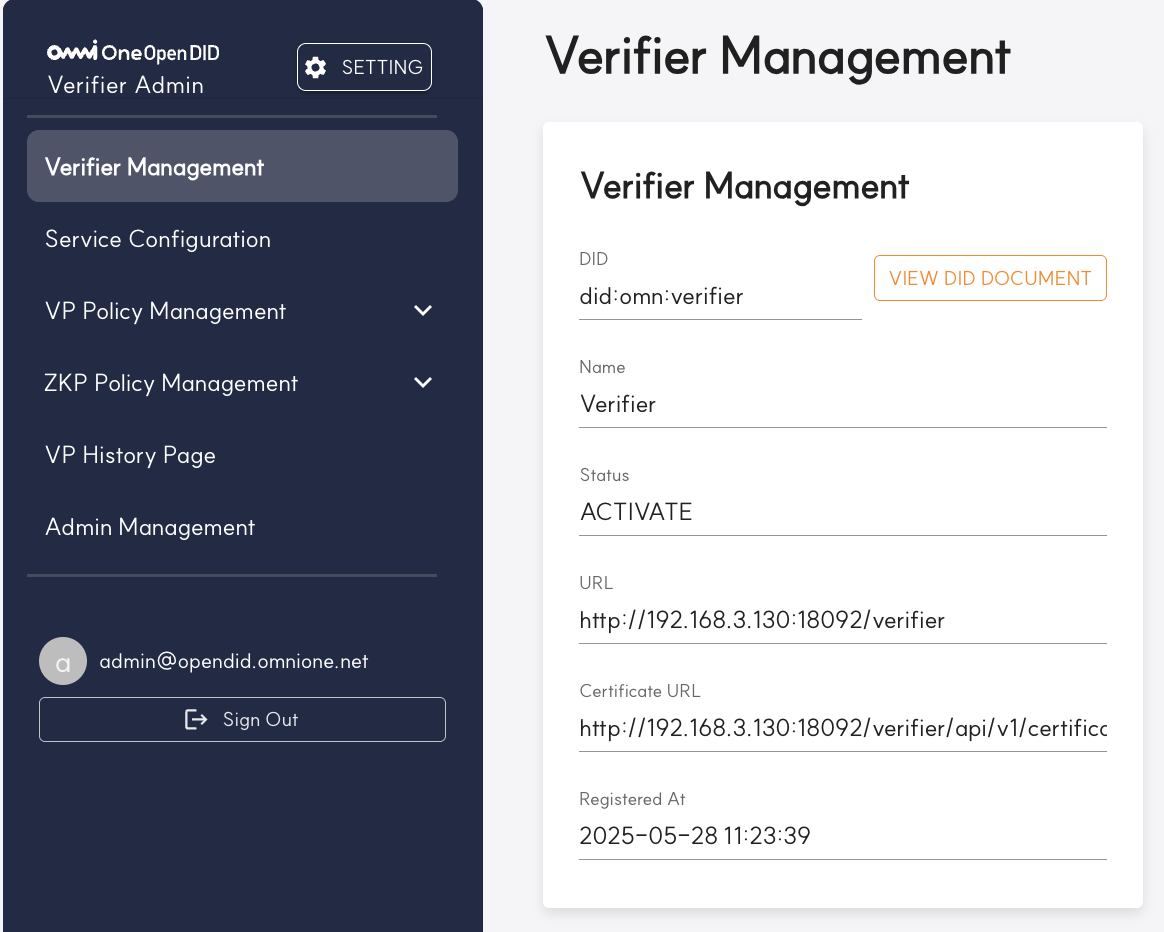 omni One Open DID
Verifier Admin
SETTING
Verifier Management
Service Configuration
VP Policy Management
ZKP Policy Management
VP History Page
Admin Management
a
admin@opendid.omnione.net
Sign Out
Verifier Management
Verifier Management
DID
did:omn:verifier
VIEW DID DOCUMENT
Name
Verifier
Status
ACTIVATE
URL
http://192.168.3.130:18092/verifier
Certificate URL
http://192.168.3.130:18092/verifier/api/v1/certific
Registered At
2025-05-28 11:23:39